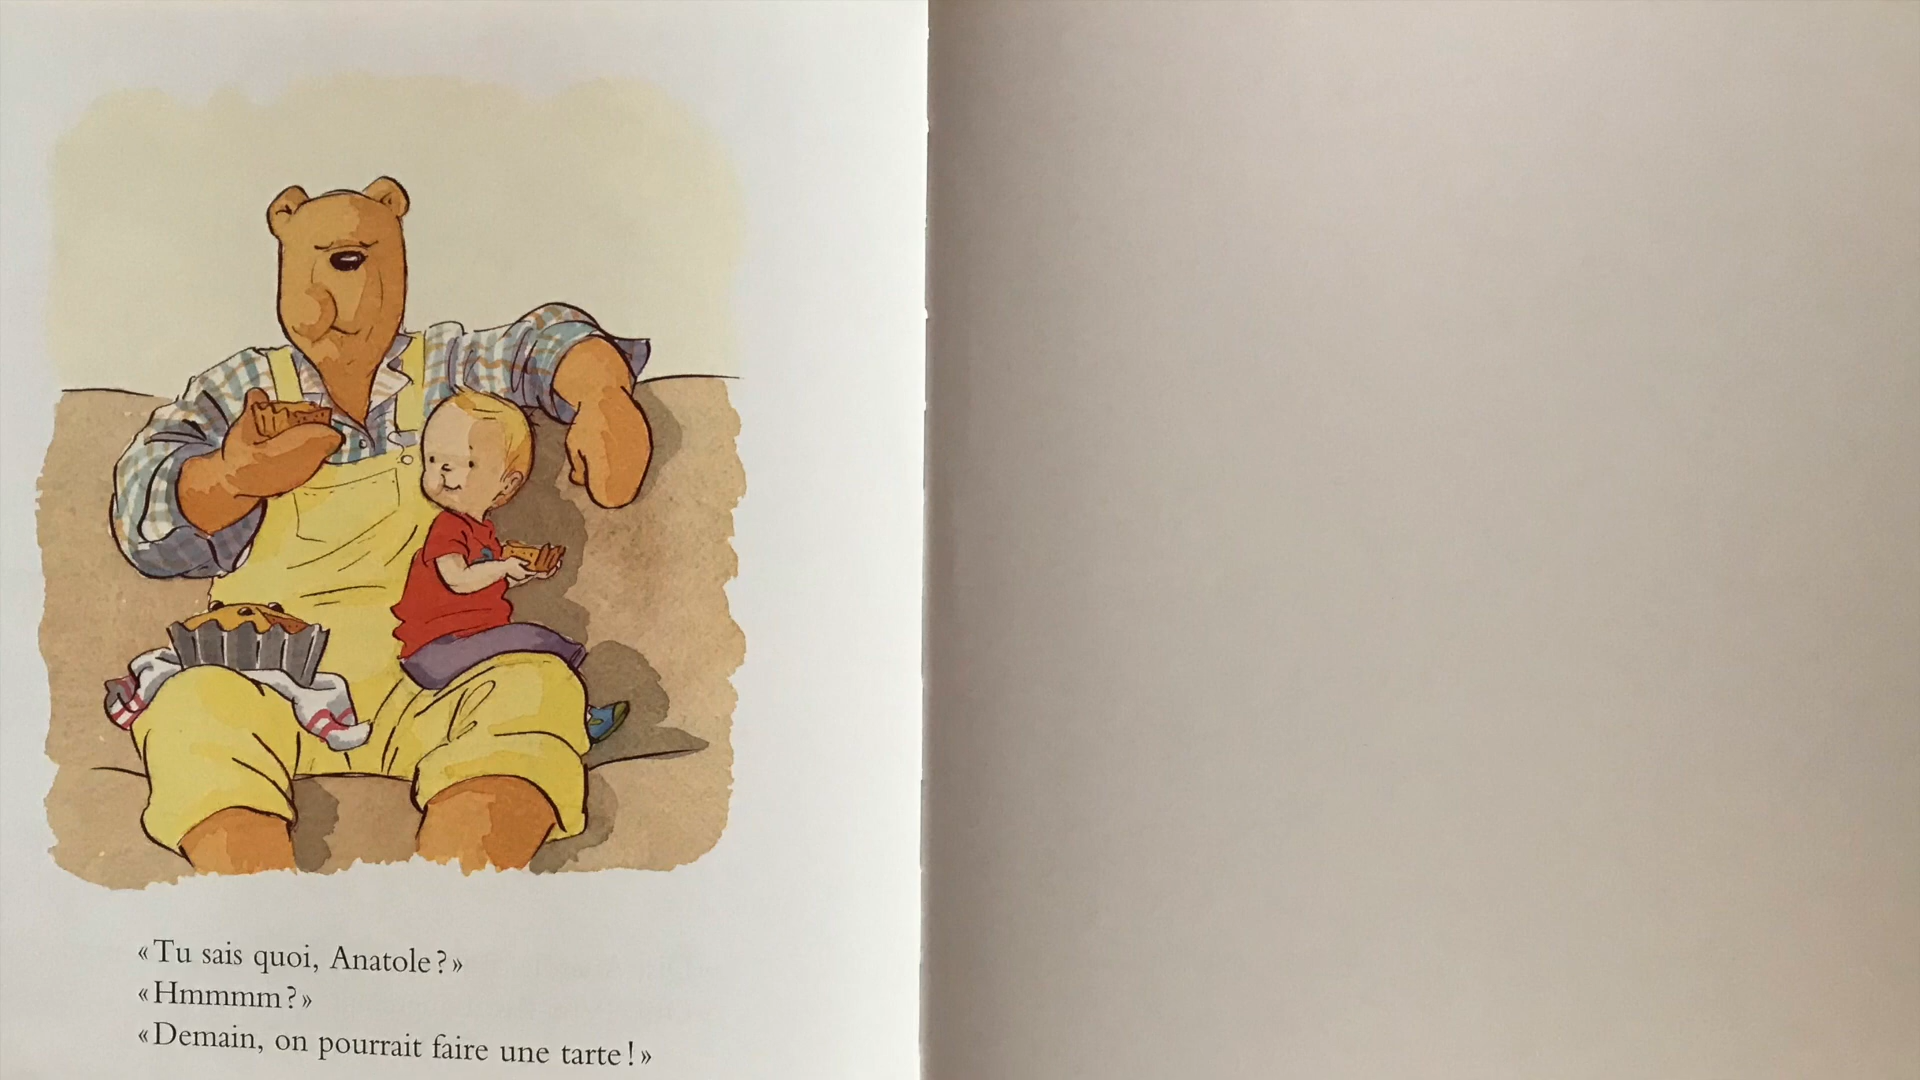 «Tu sais quoi, Anatole?»
«Hmmmm?»
«Demain, on pourrait faire une tarte!»